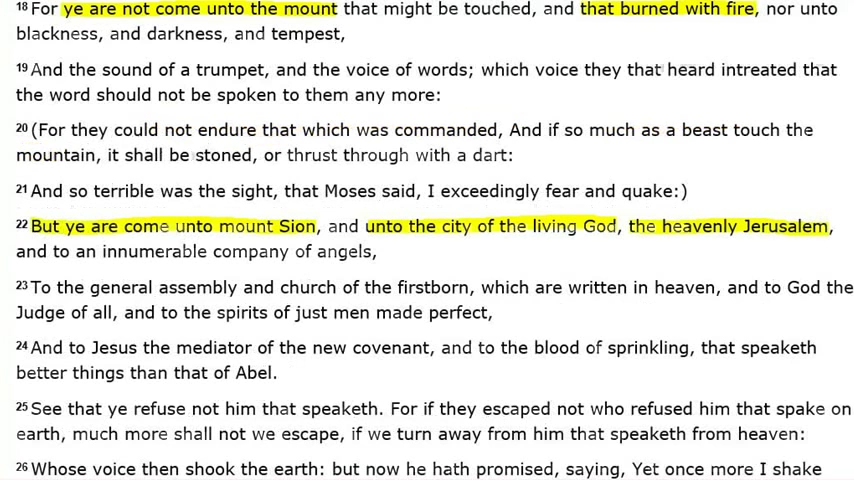 18 For ye are not come unto the mount that might be touched, and that burned with fire, nor unto
blackness, and darkness, and tempest,
19 And the sound of a trumpet, and the voice of words; which voice they that heard intreated that
the word should not be spoken to them any more:
20 (For they could not endure that which was commanded, And if so much as a beast touch the
mountain, it shall be stoned, or thrust through with a dart:
21 And so terrible was the sight, that Moses said, I exceedingly fear and quake:)
22 But ye are come unto mount Sion, and unto the city of the living God, the heavenly Jerusalem,
and to an innumerable company of angels,
23 To the general assembly and church of the firstborn, which are written in heaven, and to God the
Judge of all, and to the spirits of just men made perfect,
24 And to Jesus the mediator of the new covenant, and to the blood of sprinkling, that speaketh
better things than that of Abel.
25 See that ye refuse not him that speaketh. For if they escaped not who refused him that spake on
earth, much more shall not we escape, if we turn away from him that speaketh from heaven:
26 Whose voice then shook the earth: but now he hath promised, saying, Yet once more I shake